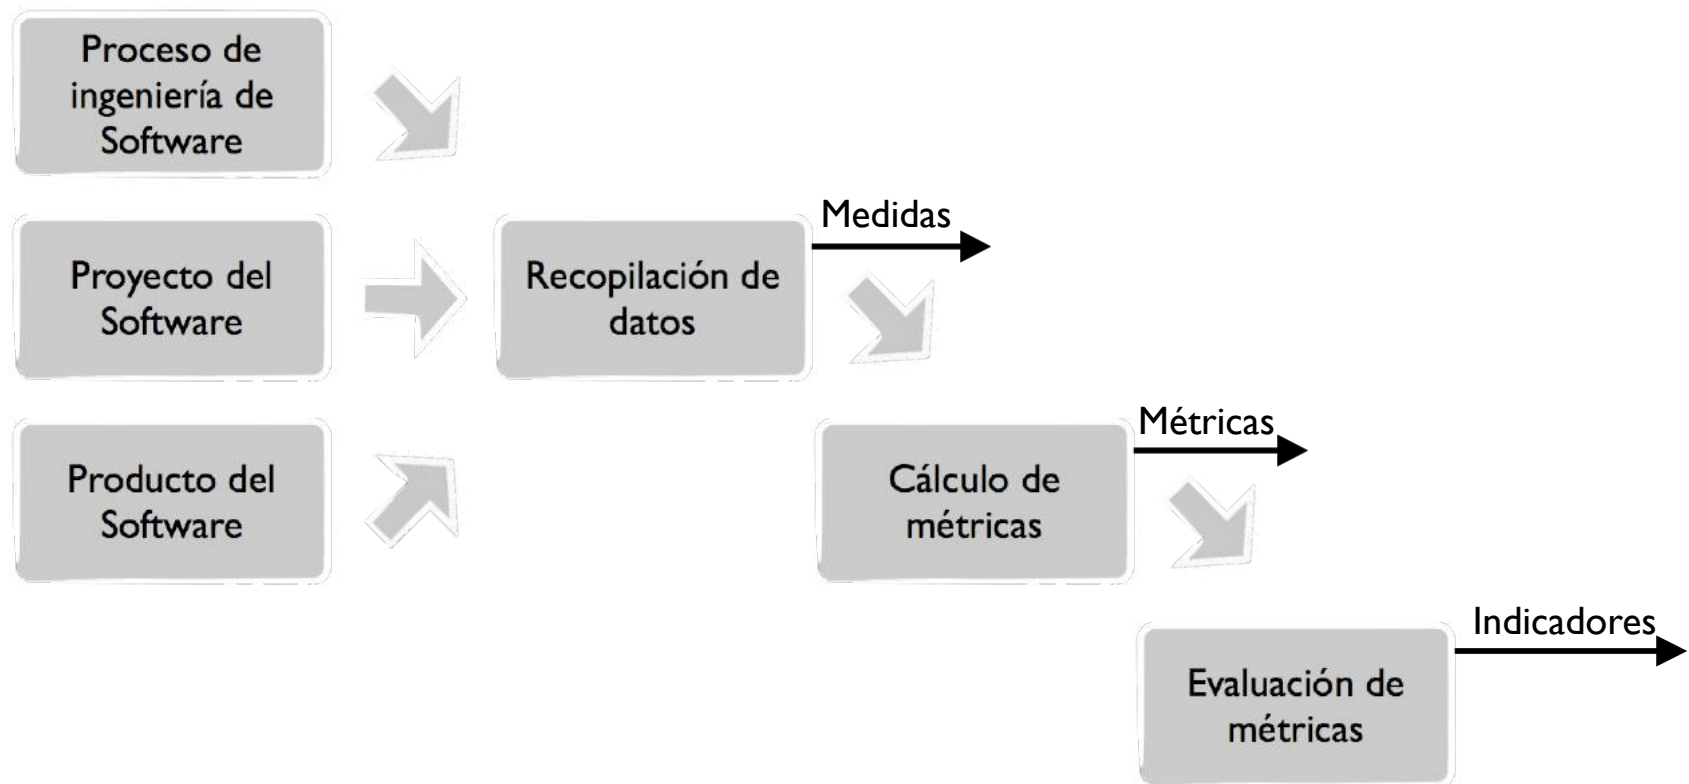 Proceso de
ingeniería de
Software
Medidas
Proyecto del
Software
Recopilación de
datos
Métricas
Producto del
Software
Cálculo de
métricas
Indicadores
Evaluación de
métricas